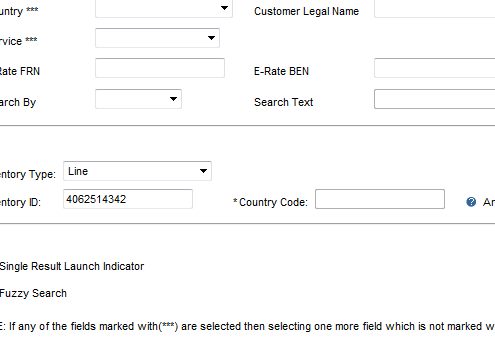 untry *** Customer Legal Name
rvice ***
Rate FRN E-Rate BEN
arch By Search Text
entory Type: Line
entory ID: 4062514342 *Country Code: ? Ar
Single Result Launch Indicator
Fuzzy Search
E: If any of the fields marked with(***) are selected then selecting one more field which is not marked w